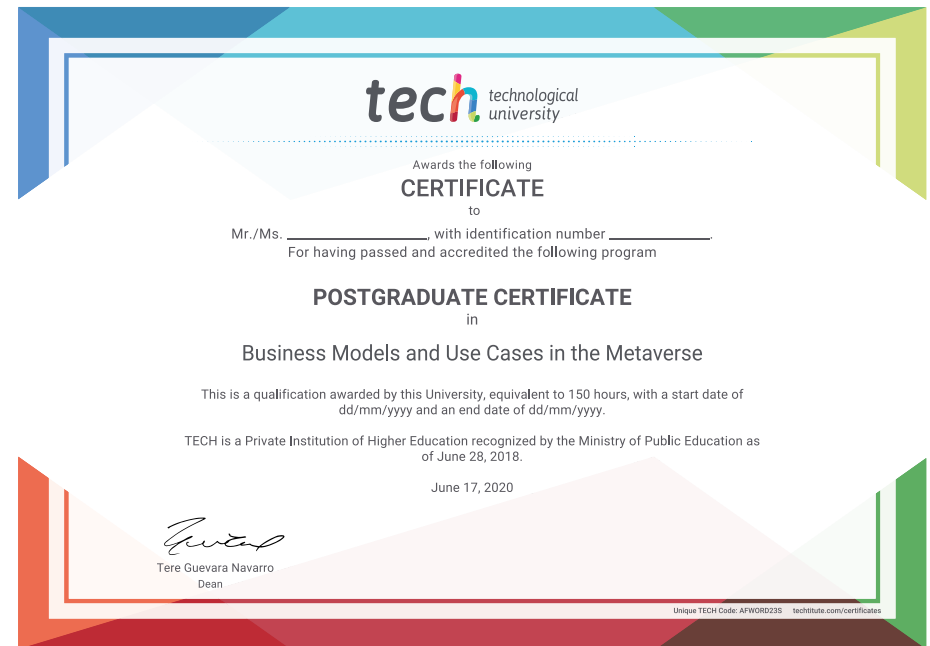 tech technological
university
Awards the following
CERTIFICATE
to
Mr./Ms. ____________________, with identification number ______________.
For having passed and accredited the following program
POSTGRADUATE CERTIFICATE
in
Business Models and Use Cases in the Metaverse
This is a qualification awarded by this University, equivalent to 150 hours, with a start date of
dd/mm/yyyy and an end date of dd/mm/yyyy.
TECH is a Private Institution of Higher Education recognized by the Ministry of Public Education as
of June 28, 2018.
June 17, 2020
Tere Guevara Navarro
Dean
Unique TECH Code: AFWORD23S techtitute.com/certificates